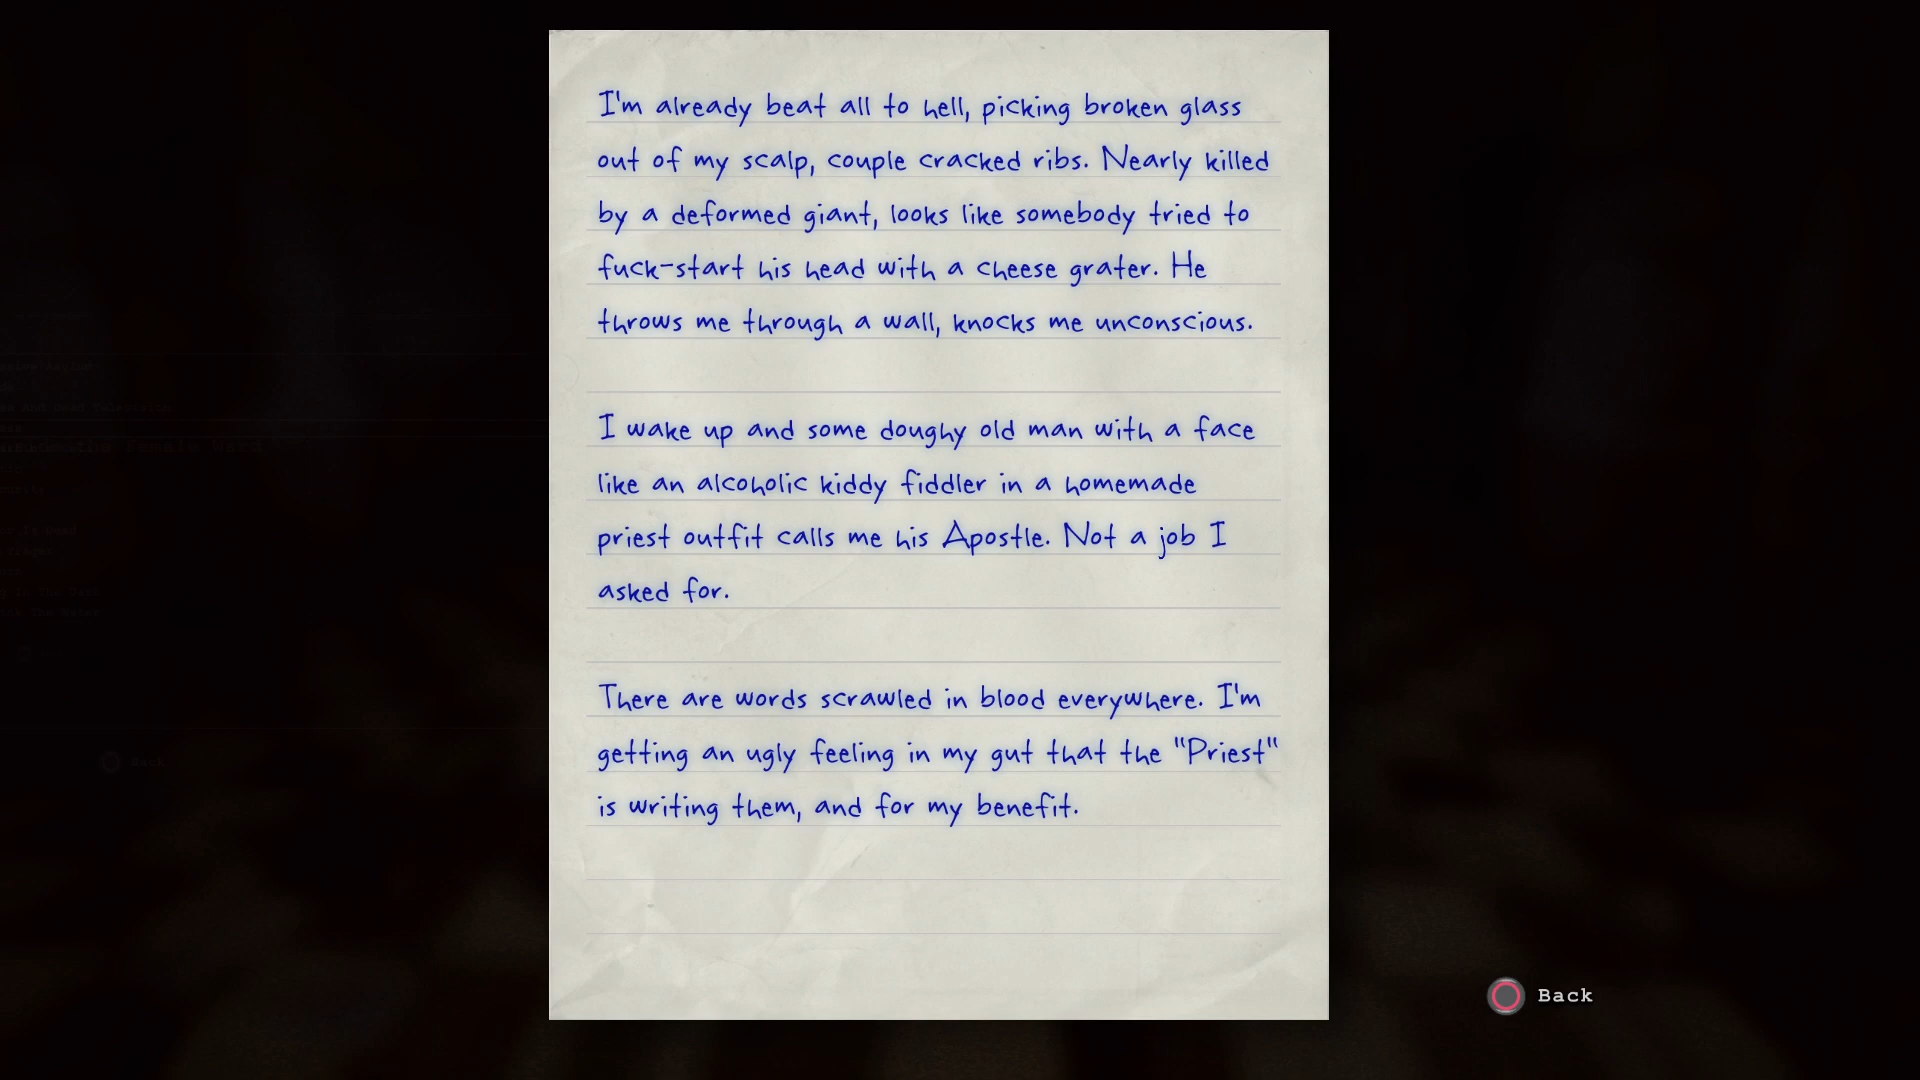 I'm already beat all to hell, picking broken glass
out of my scalp, couple cracked ribs. Nearly killed
by a deformed giant, looks like somebody tried to
fuck-start his head with a cheese grater. He
throws me through a wall, knocks me unconscious.
I wake up and some doughy old man with a face
like an alcoholic kiddy fiddler in a homemade
priest outfit calls me his Apostle. Not a job I
asked for.
There are words scrawled in blood everywhere. I'm
getting an ugly feeling in my gut that the "Priest"
is writing them, and for my benefit.
Back
Back